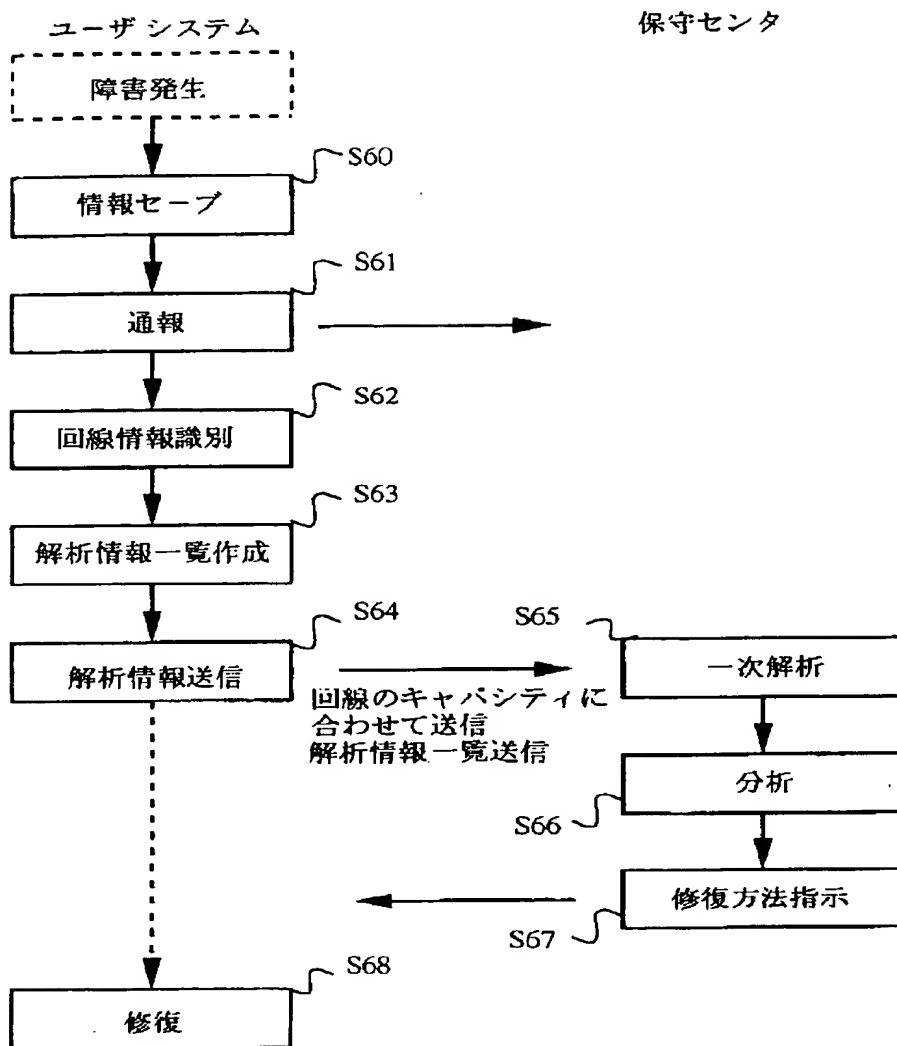 ユーザシステム
保守センタ
障害発生
S60
情報セーブ
S61
通報
S62
回線情報識別
S63
解析情報一覧作成
S64
解析情報送信
回線のキャパシティに
合わせて送信
解析情報一覧送信
S65
一次解析
分析
S66
修復方法指示
S67
S68
修復